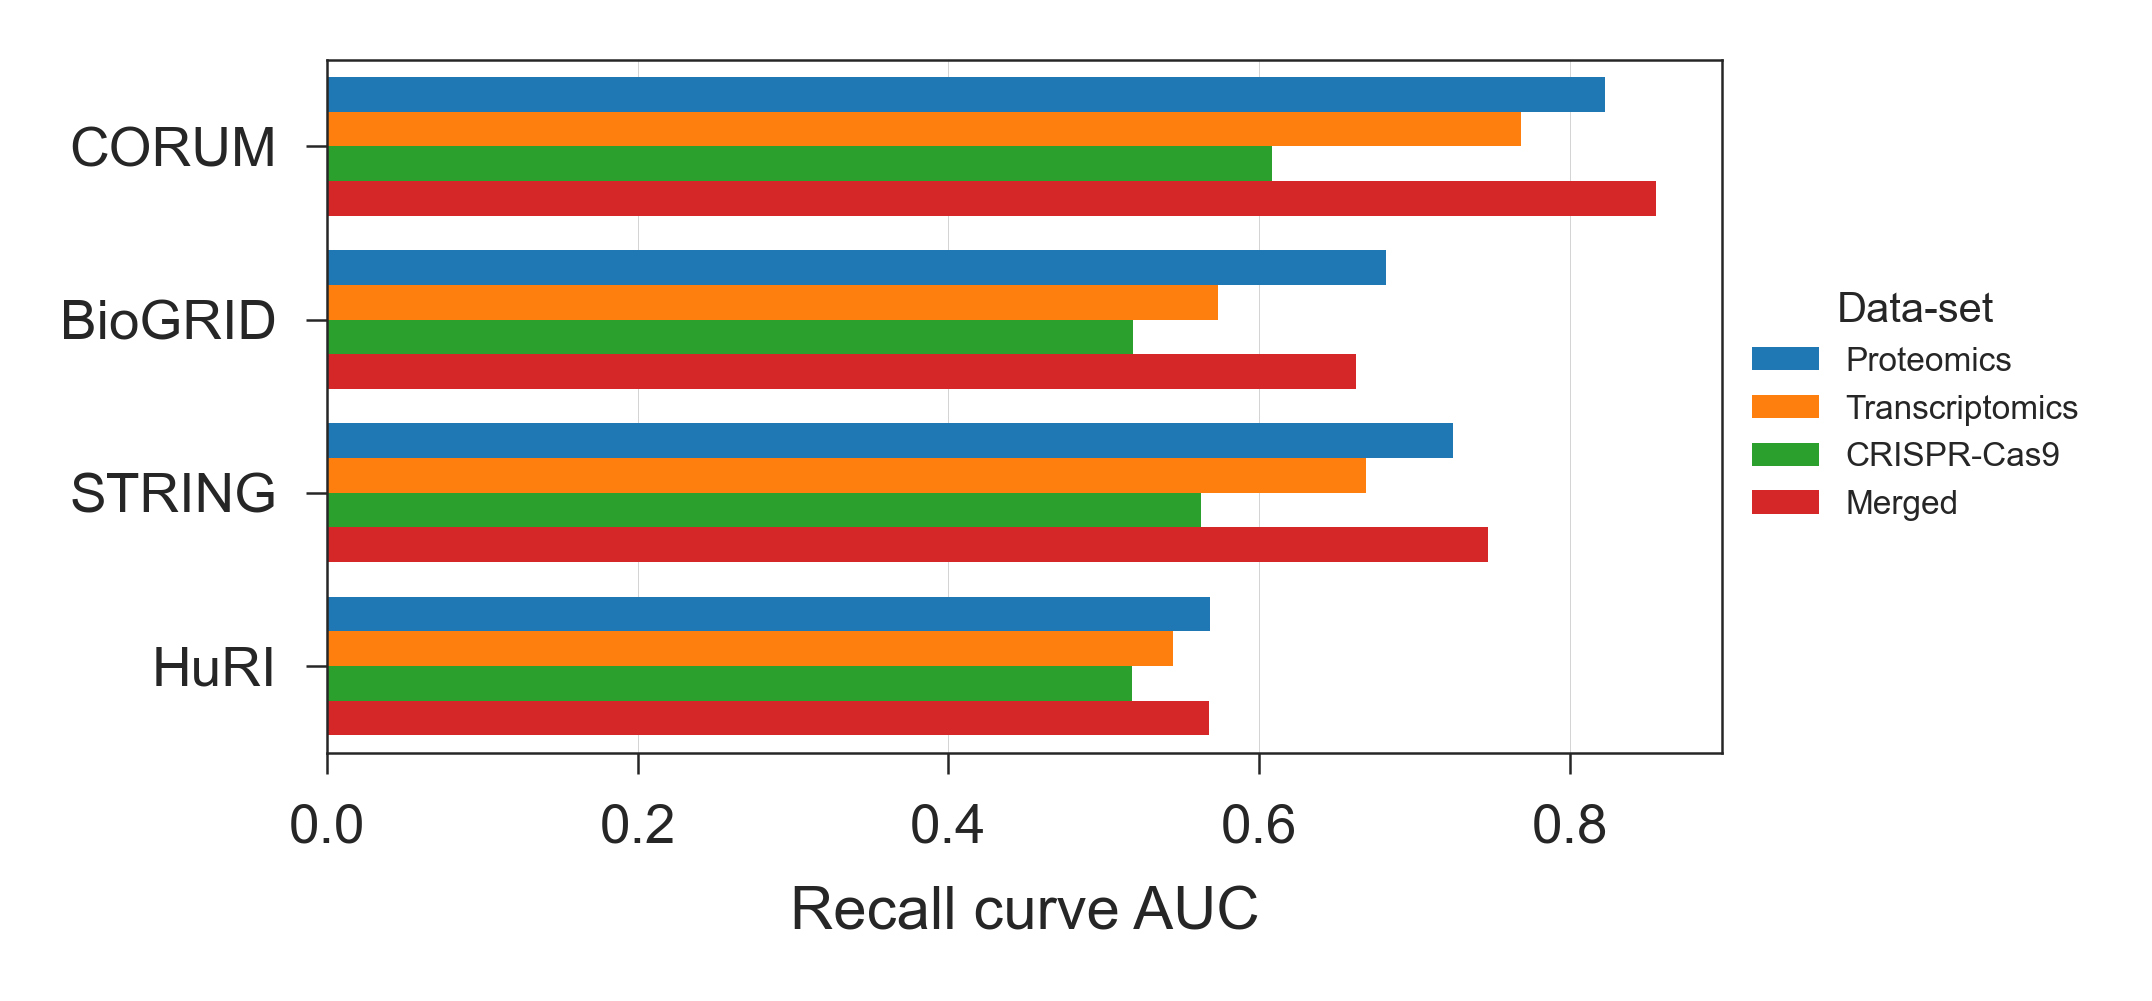 CORUM
BioGRID
STRING
HuRI
0.0 0.2 0.4 0.6 0.8
Recall curve AUC
Data-set
Proteomics
Transcriptomics
CRISPR-Cas9
Merged